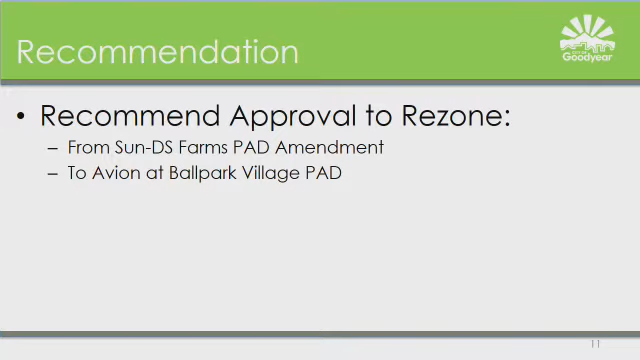 Recommendation
Goodyear
• Recommend Approval to Rezone:
– From Sun-DS Farms PAD Amendment
– To Avion at Ballpark Village PAD
11